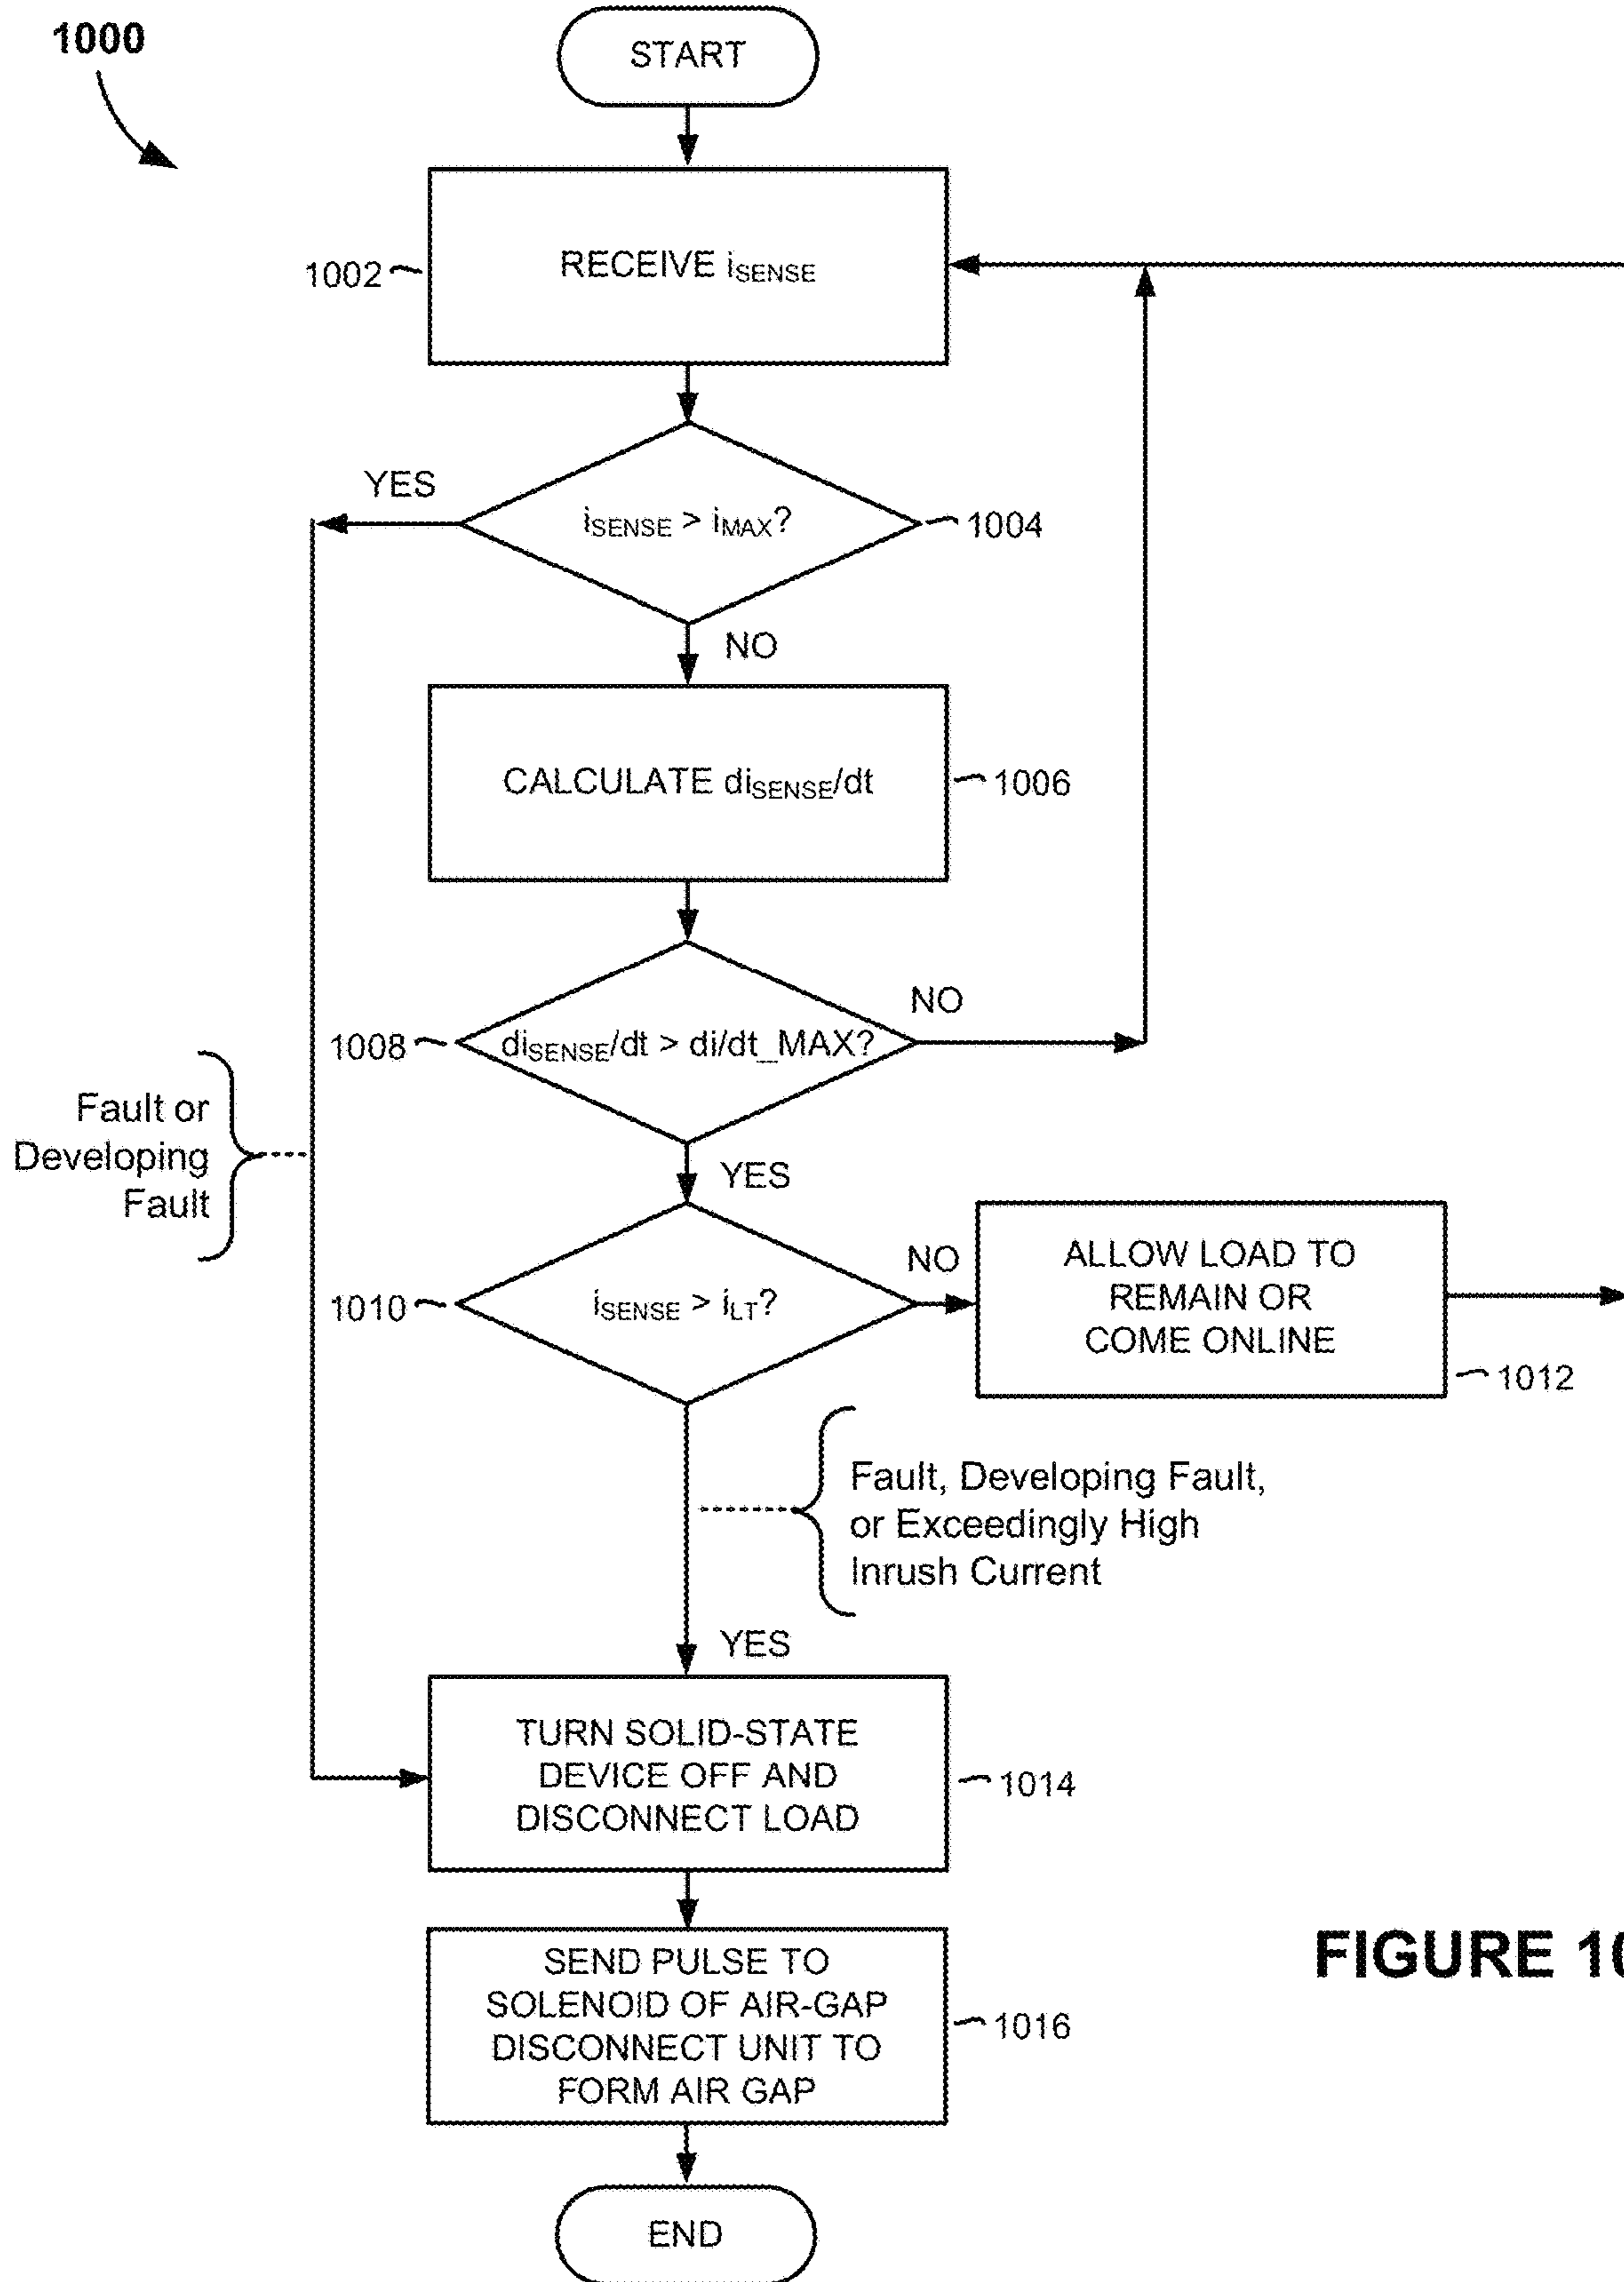 1000
START
RECEIVE iSENSE
1002
YES
iSENSE > iMAX?
1004
NO
CALCULATE diSENSE/dt
1006
NO
diSENSE/dt > di/dt_MAX?
1008
Fault or
Developing
Fault
YES
NO
iSENSE > iLT?
1010
ALLOW LOAD TO
REMAIN OR
COME ONLINE
1012
Fault, Developing Fault,
or Exceedingly High
Inrush Current
YES
TURN SOLID-STATE
DEVICE OFF AND
DISCONNECT LOAD
1014
SEND PULSE TO
SOLENOID OF AIR-GAP
DISCONNECT UNIT TO
FORM AIR GAP
1016
FIGURE 10
END